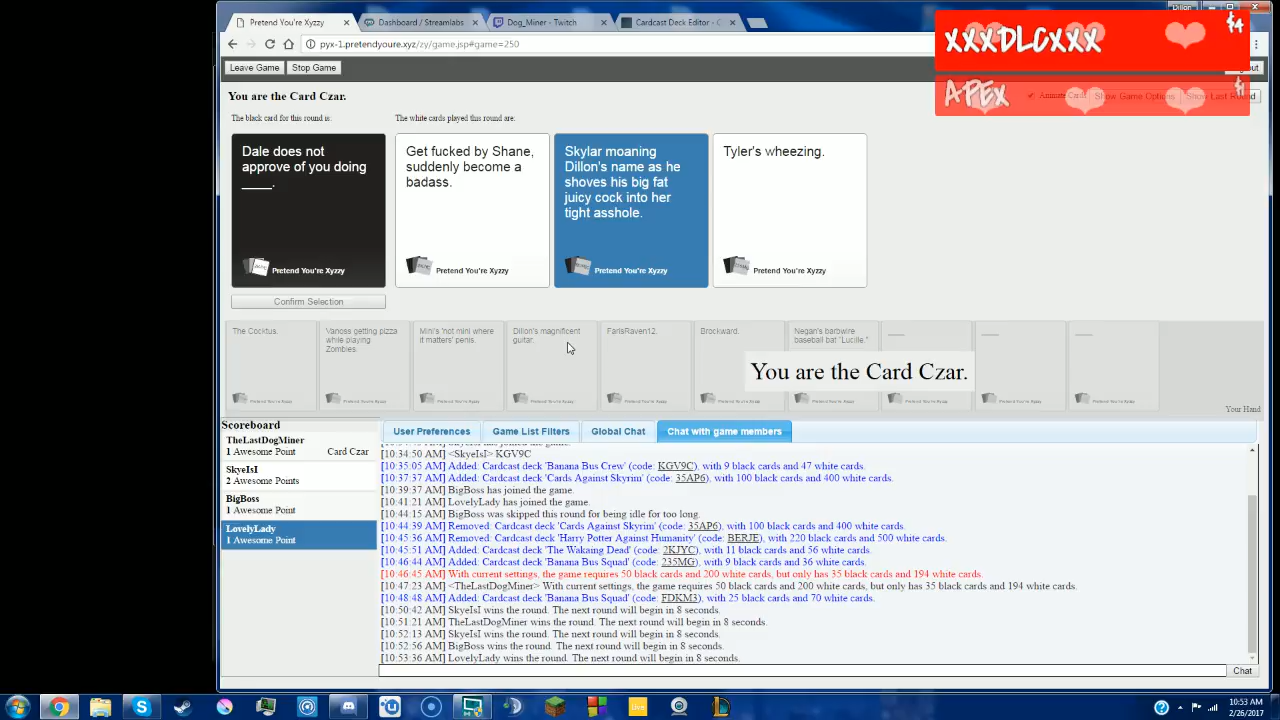 Dillon
Pretend You're Xyzzy
Dashboard / Streamlabs
Dog_Miner - Twitch
Cardcast Deck Editor - C
pyx-1.pretendyoure.xyz/zy/game.jsp#game=250
xxxDLCxxx
$4
APEX
Leave Game
Stop Game
You are the Card Czar.
Animate Cards
Show Game Options
Show Last Round
The black card for this round is:
The white cards played this round are:
Dale does not
approve of you doing
____.
Pretend You're Xyzzy
Get fucked by Shane,
suddenly become a
badass.
Pretend You're Xyzzy
Skylar moaning
Dillon's name as he
shoves his big fat
juicy cock into her
tight asshole.
Pretend You're Xyzzy
Tyler's wheezing.
Pretend You're Xyzzy
Confirm Selection
The Cocktus.
Vanoss getting pizza
while playing
Zombies.
Mini's 'not mini where
it matters' penis.
Dillon's magnificent
guitar.
FarisRaven12.
Brockward.
Negan's barbwire
baseball bat "Lucille."
____
____
____
You are the Card Czar.
Your Hand
Scoreboard
TheLastDogMiner
1 Awesome Point Card Czar
SkyeIsI
2 Awesome Points
BigBoss
1 Awesome Point
LovelyLady
1 Awesome Point
User Preferences
Game List Filters
Global Chat
Chat with game members
[10:34:50 AM] <SkyeIsI> KGV9C
[10:35:05 AM] Added: Cardcast deck 'Banana Bus Crew' (code: KGV9C), with 9 black cards and 47 white cards.
[10:37:37 AM] Added: Cardcast deck 'Cards Against Skyrim' (code: 35AP6), with 100 black cards and 400 white cards.
[10:39:37 AM] BigBoss has joined the game.
[10:41:21 AM] LovelyLady has joined the game.
[10:44:15 AM] BigBoss was skipped this round for being idle for too long.
[10:44:39 AM] Removed: Cardcast deck 'Cards Against Skyrim' (code: 35AP6), with 100 black cards and 400 white cards.
[10:45:36 AM] Removed: Cardcast deck 'Harry Potter Against Humanity' (code: BERJE), with 220 black cards and 500 white cards.
[10:45:51 AM] Added: Cardcast deck 'The Wakaing Dead' (code: 2KJYC), with 11 black cards and 56 white cards.
[10:46:44 AM] Added: Cardcast deck 'Banana Bus Squad' (code: 235MG), with 9 black cards and 36 white cards.
[10:46:45 AM] With current settings, the game requires 50 black cards and 200 white cards, but only has 35 black cards and 194 white cards.
[10:47:23 AM] <TheLastDogMiner> With current settings, the game requires 50 black cards and 200 white cards, but only has 35 black cards and 194 white cards.
[10:48:48 AM] Added: Cardcast deck 'Banana Bus Squad' (code: FDKM3), with 25 black cards and 70 white cards.
[10:50:42 AM] SkyeIsI wins the round. The next round will begin in 8 seconds.
[10:51:21 AM] TheLastDogMiner wins the round. The next round will begin in 8 seconds.
[10:52:13 AM] SkyeIsI wins the round. The next round will begin in 8 seconds.
[10:52:56 AM] BigBoss wins the round. The next round will begin in 8 seconds.
[10:53:36 AM] LovelyLady wins the round. The next round will begin in 8 seconds.
Chat
Live
10:53 AM
2/26/2017